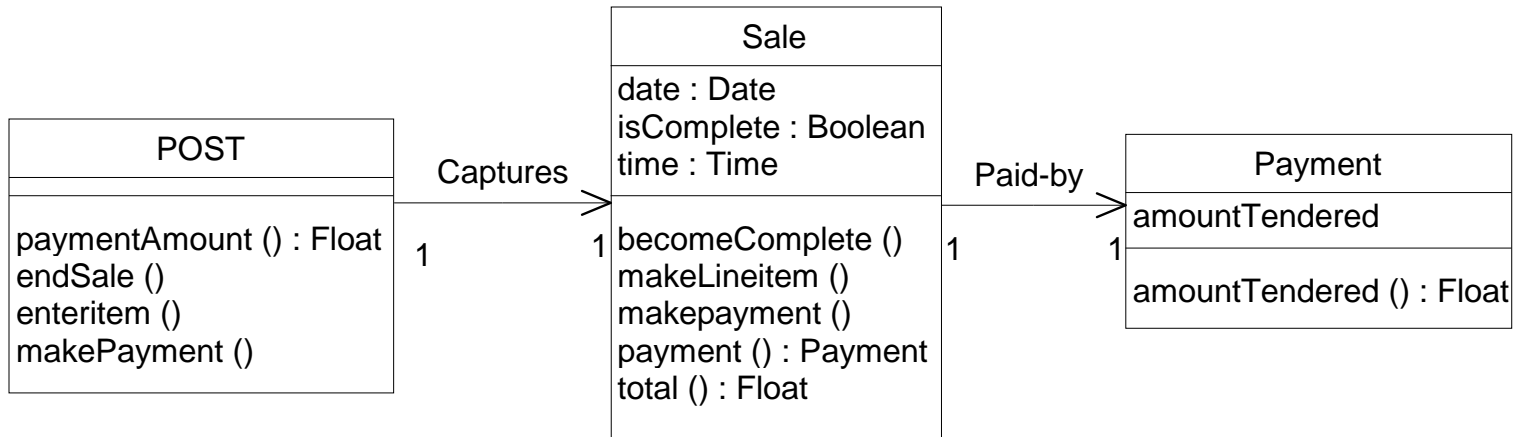 POST
paymentAmount () : Float
endSale ()
enteritem ()
makePayment ()
Captures
1
1
Sale
date : Date
isComplete : Boolean
time : Time
becomeComplete ()
makeLineitem ()
makepayment ()
payment () : Payment
total () : Float
Paid-by
1
1
Payment
amountTendered
amountTendered () : Float